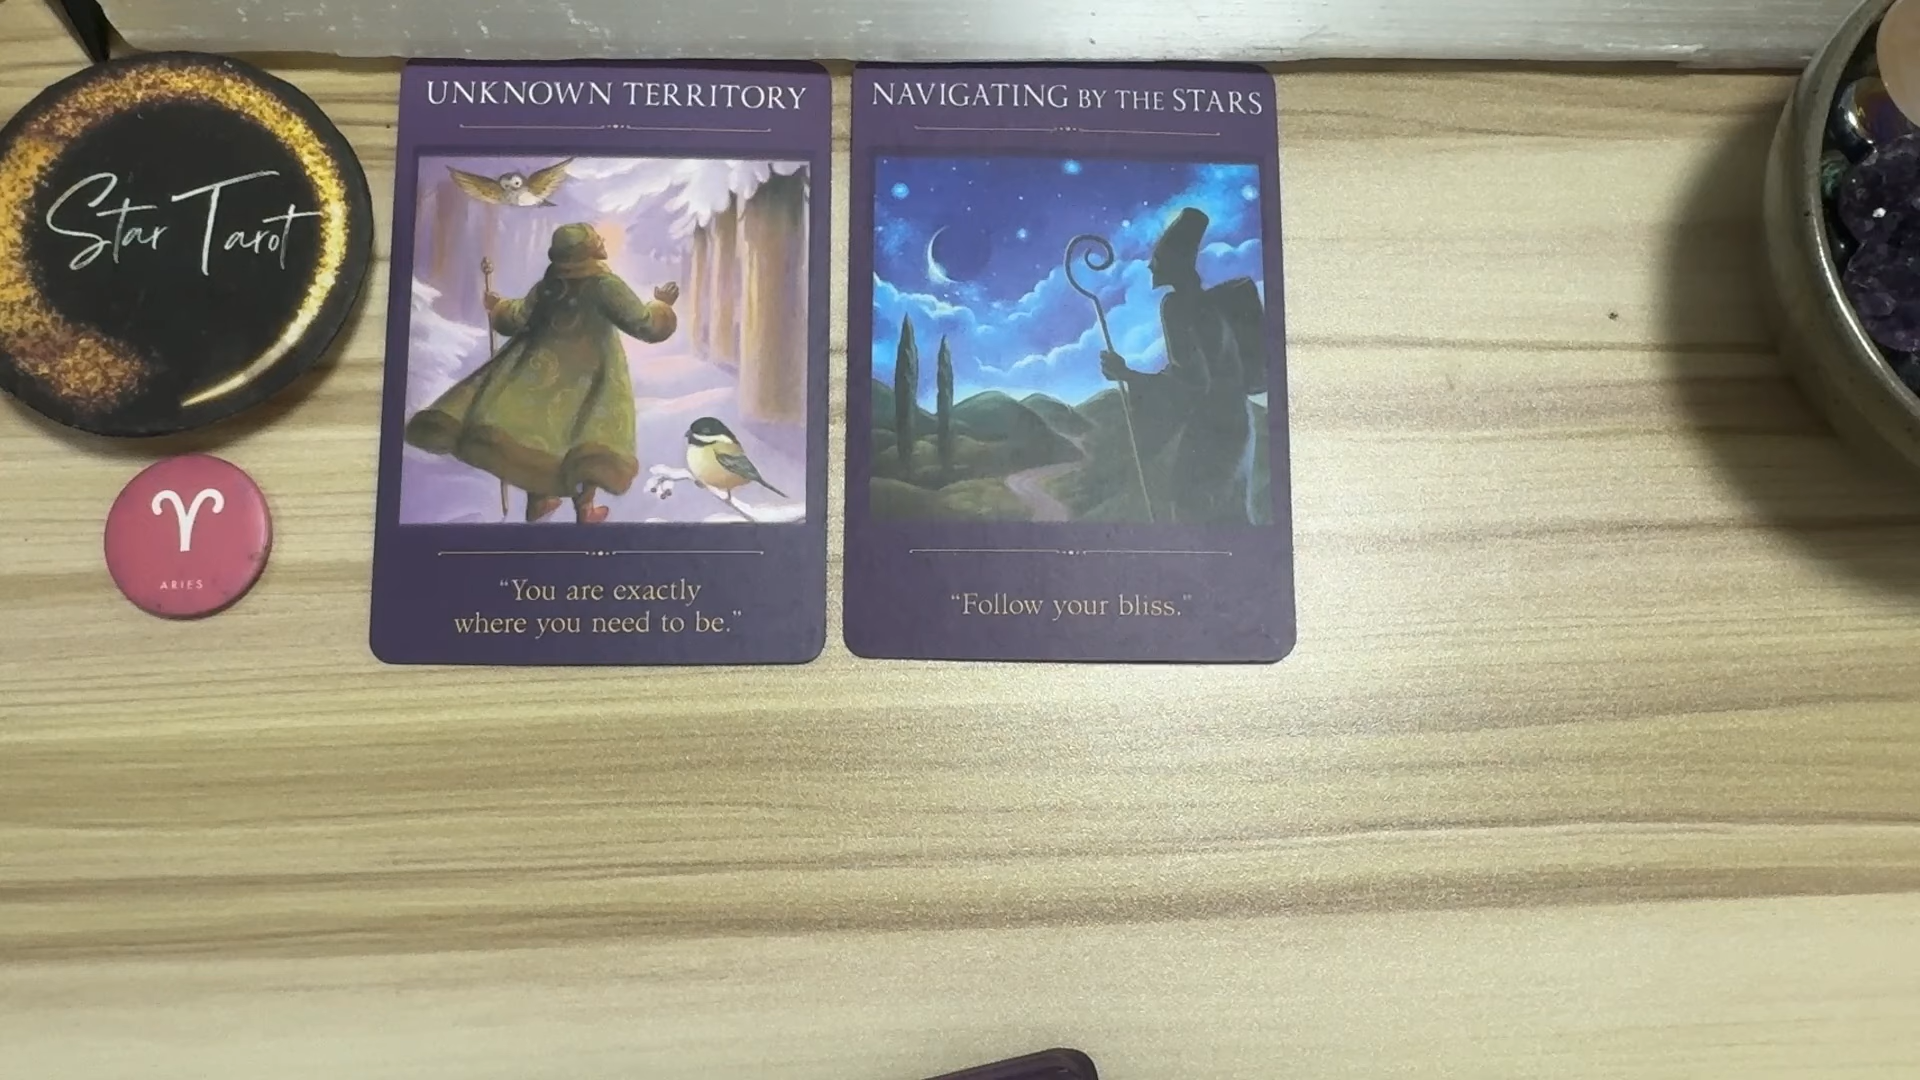 Star Tarot
ARIES
UNKNOWN TERRITORY
“You are exactly
where you need to be.”
NAVIGATING BY THE STARS
“Follow your bliss.”